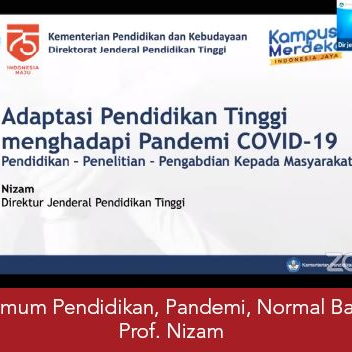 75
INDONESIA
MAJU
Kementerian Pendidikan dan Kebudayaan
Direktorat Jenderal Pendidikan Tinggi
Kampus
Merdeka
INDONESIA JAYA
Adaptasi Pendidikan Tinggi
menghadapi Pandemi COVID-19
Pendidikan - Penelitian - Pengabdian Kepada Masyarakat
Nizam
Direktur Jenderal Pendidikan Tinggi
mum Pendidikan, Pandemi, Normal Ba
Prof. Nizam